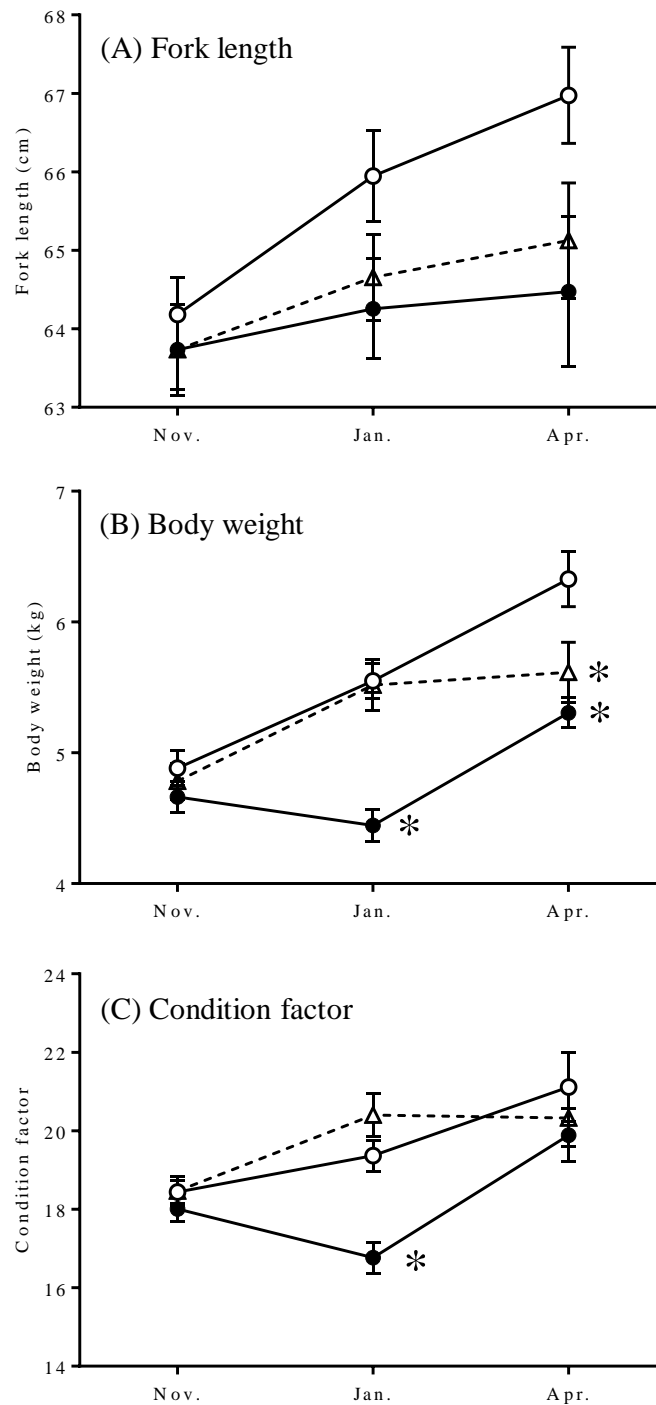 68
(A) Fork length
67
66
65
64
63
Fork length (cm)
Nov. Jan. Apr.
7
(B) Body weight
6
5
4
Body weight (kg)
*
*
*
Nov. Jan. Apr.
24
(C) Condition factor
22
20
18
16
14
Condition factor
*
Nov. Jan. Apr.